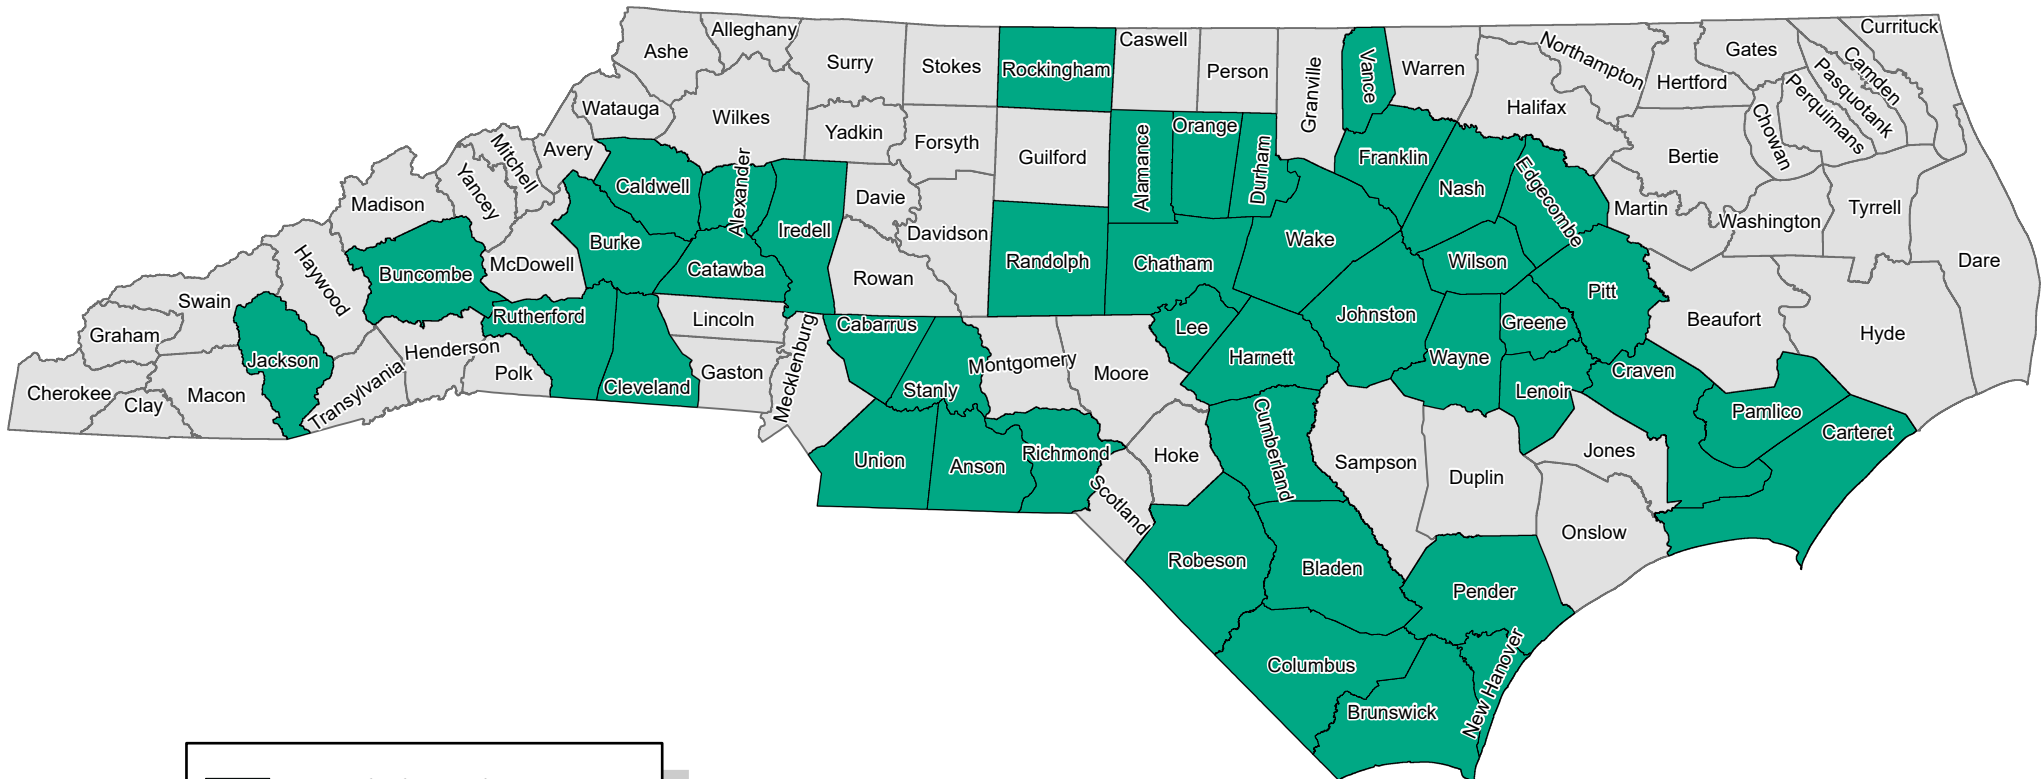 Ashe
Alleghany
Surry
Stokes
Rockingham
Caswell
Person
Granville
Vance
Warren
Northampton
Hertford
Gates
Camden
Currituck
Pasquotank
Perquimans
Chowan
Watauga
Wilkes
Yadkin
Forsyth
Guilford
Alamance
Orange
Durham
Franklin
Halifax
Bertie
Avery
Mitchell
Yancey
Madison
Caldwell
Alexander
Iredell
Davie
Davidson
Randolph
Chatham
Wake
Nash
Edgecombe
Martin
Washington
Tyrrell
Dare
Haywood
Buncombe
McDowell
Burke
Catawba
Rowan
Wilson
Pitt
Swain
Graham
Rutherford
Lincoln
Mecklenburg
Cabarrus
Lee
Johnston
Greene
Beaufort
Hyde
Cherokee
Clay
Macon
Jackson
Transylvania
Henderson
Polk
Cleveland
Gaston
Stanly
Montgomery
Moore
Harnett
Wayne
Lenoir
Craven
Pamlico
Carteret
Union
Anson
Richmond
Scotland
Hoke
Cumberland
Sampson
Duplin
Jones
Onslow
Robeson
Bladen
Pender
Columbus
Brunswick
New Hanover